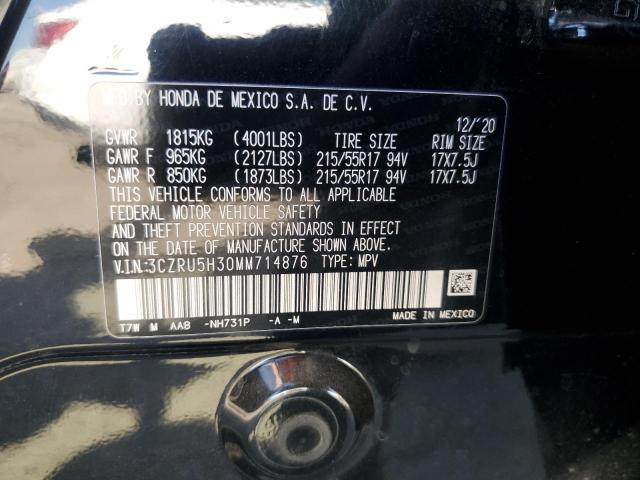 MFD.BY HONDA DE MEXICO S.A. DE C.V.
12/'20
GVWR 1815KG (4001LBS) TIRE SIZE RIM SIZE
GAWR F 965KG (2127LBS) 215/55R17 94V 17X7.5J
GAWR R 850KG (1873LBS) 215/55R17 94V 17X7.5J
THIS VEHICLE CONFORMS TO ALL APPLICABLE
FEDERAL MOTOR VEHICLE SAFETY
AND THEFT PREVENTION STANDARDS IN EFFECT
ON THE DATE OF MANUFACTURE SHOWN ABOVE.
V.I.N:3CZRU5H30MM714876 TYPE: MPV
T7W M AAB -NH731P -A -M
MADE IN MEXICO